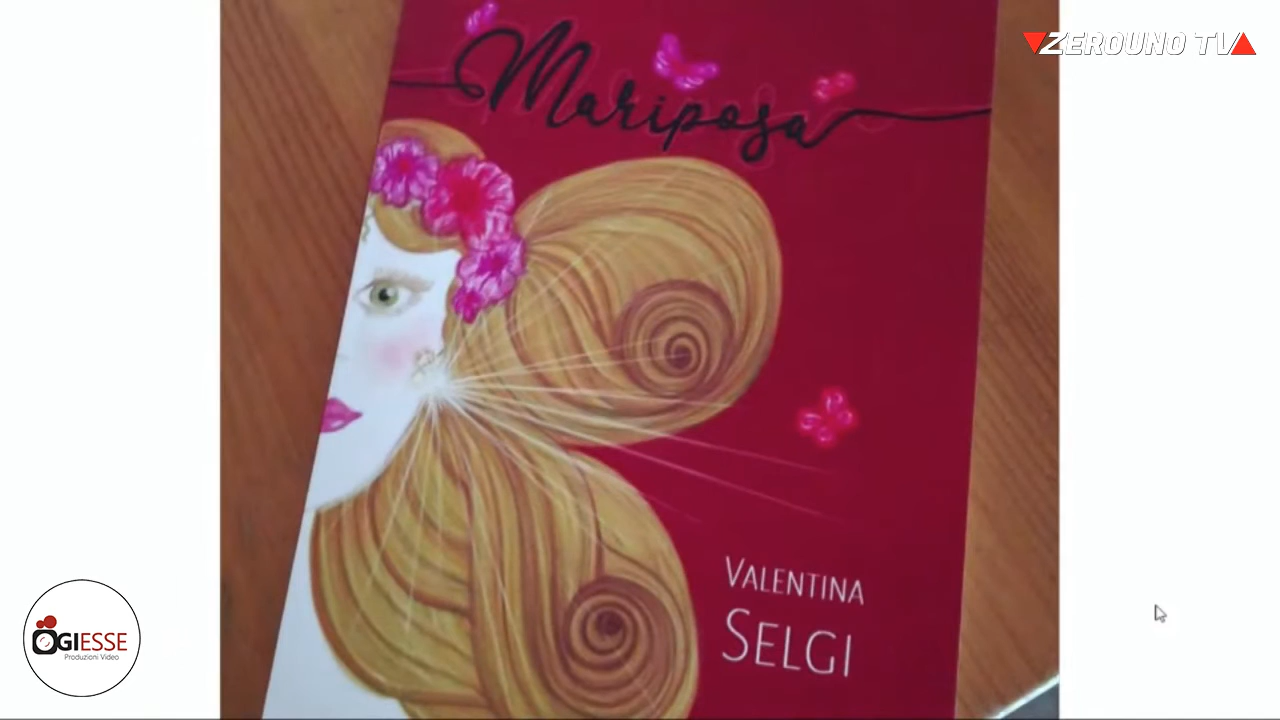 ZEROUNO TV
Mariposa
VALENTINA
SELGI
OGIESSE
Produzioni Video